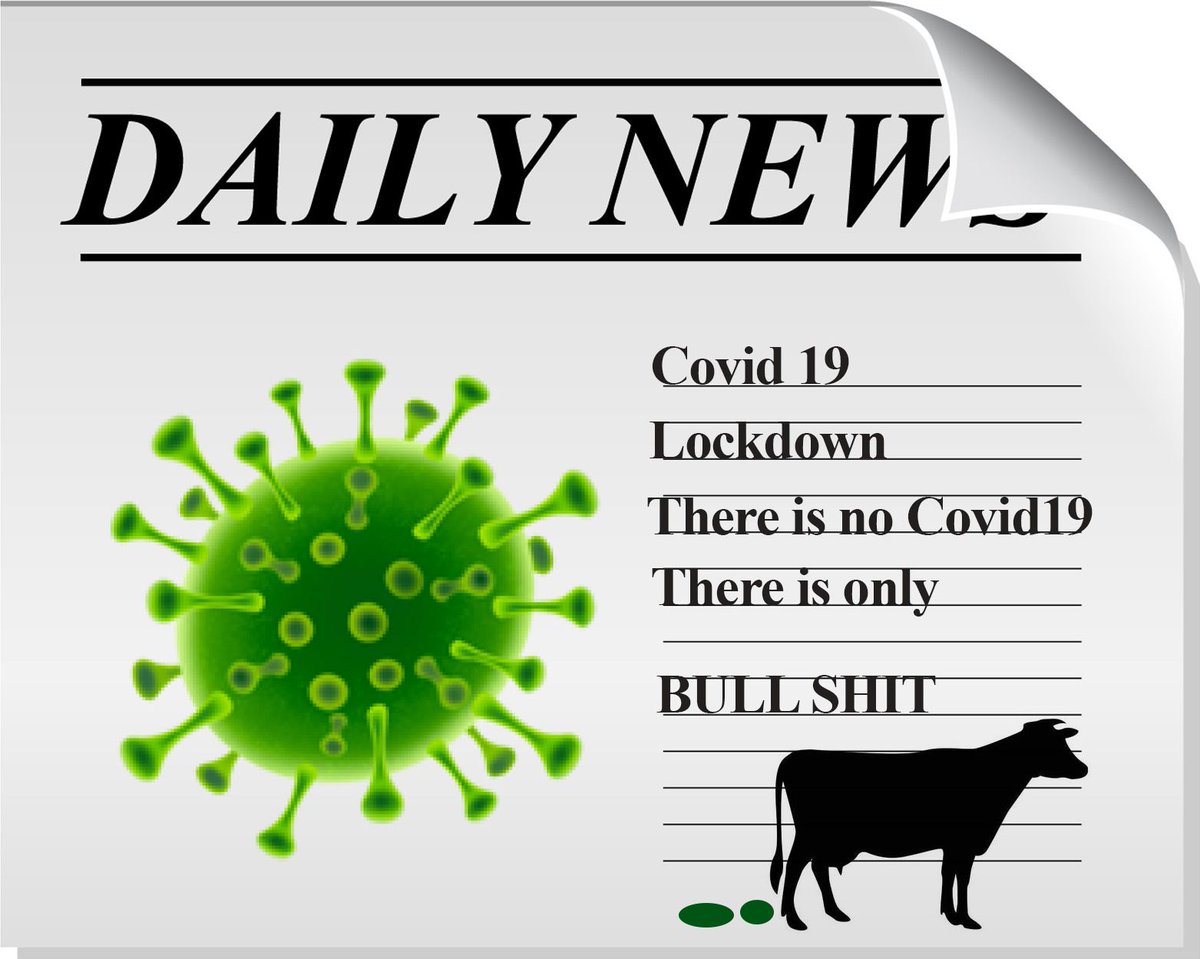 DAILY NEWS
Covid 19
Lockdown
There is no Covid19
There is only
BULL SHIT